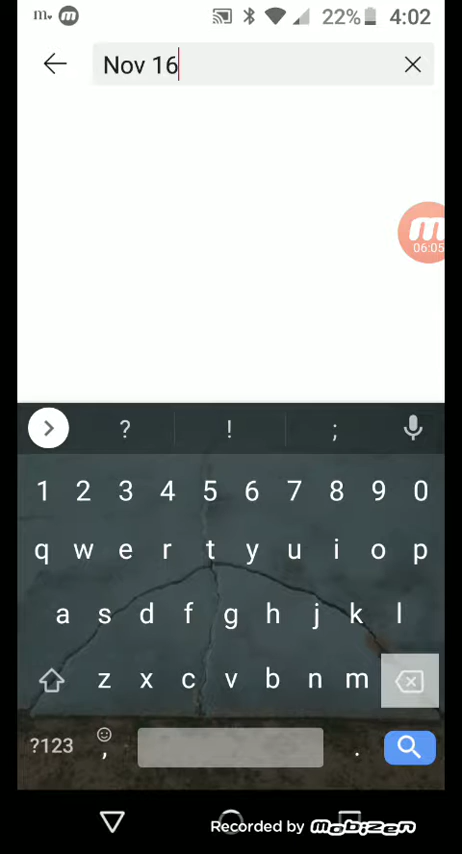 m 22% 4:02
Nov 16
m
06:05
? ! ;
1 2 3 4 5 6 7 8 9 0
q w e r t y u i o p
a s d f g h j k l
z x c v b n m
?123 , .
Recorded by mobizen